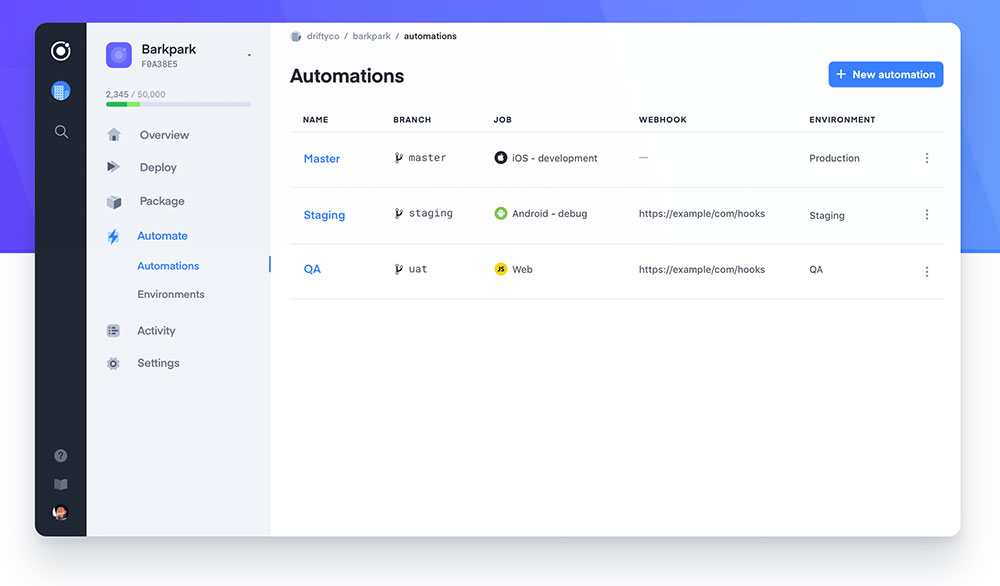 driftyco / barkpark / automations
Barkpark
F0A38E5
2,345 / 50,000
Overview
Deploy
Package
Automate
Automations
Environments
Activity
Settings
?
Automations
+ New automation
NAME BRANCH JOB WEBHOOK ENVIRONMENT
Master master iOS - development — Production
Staging staging Android - debug https://example/com/hooks Staging
QA uat JS Web https://example/com/hooks QA